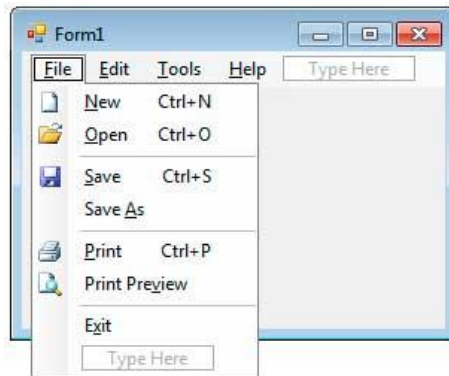 Form1
File Edit Tools Help Type Here
New Ctrl+N
Open Ctrl+O
Save Ctrl+S
Save As
Print Ctrl+P
Print Preview
Exit
Type Here